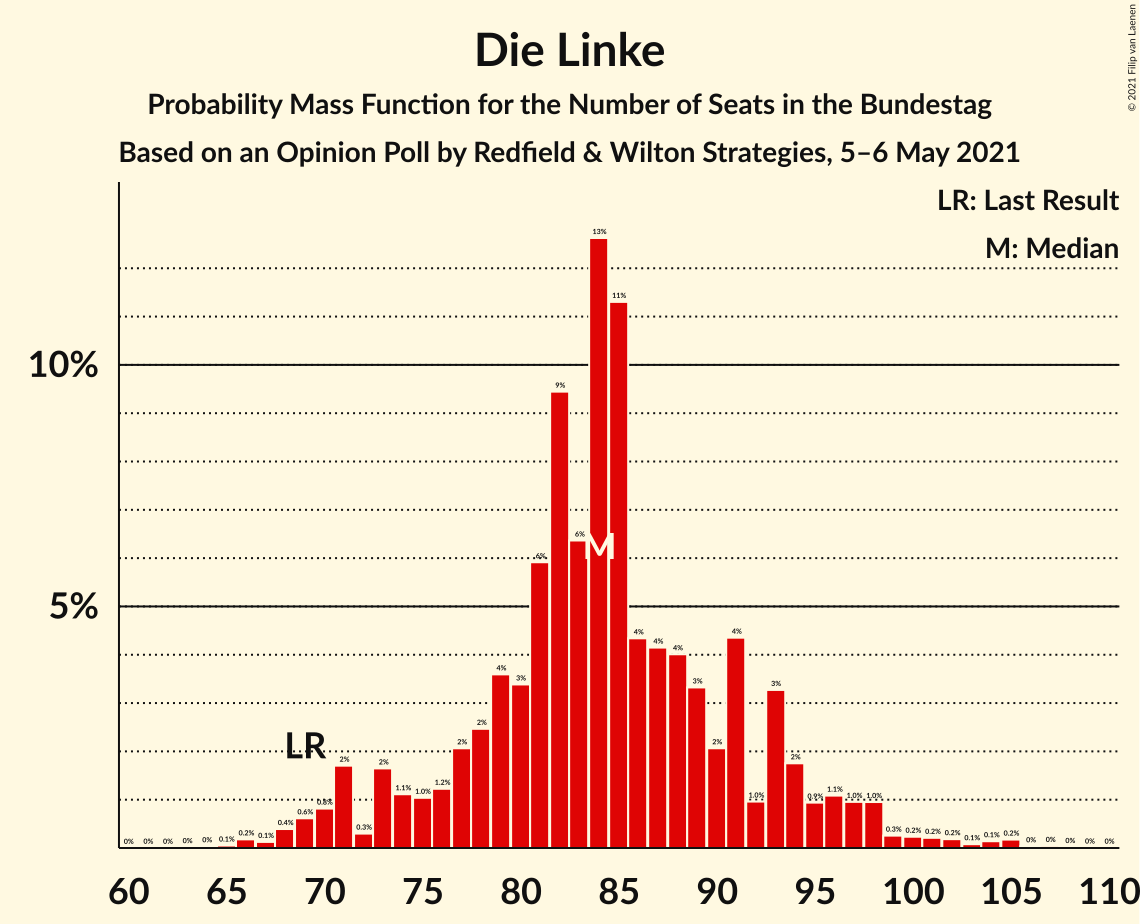 Die Linke
Probability Mass Function for the Number of Seats in the Bundestag
Based on an Opinion Poll by Redfield & Wilton Strategies, 5–6 May 2021
© 2021 Filip van Laenen
LR: Last Result
M: Median
10%
5%
0% 0% 0% 0% 0% 0.1% 0.2% 0.1% 0.4% 0.6% 0.8% 2% 0.3% 2% 1.1% 1.0% 1.2% 2% 2% 4% 3% 6% 9% 6% 13% 11% 4% 4% 4% 3% 2% 4% 1.0% 3% 2% 0.9% 1.1% 1.0% 1.0% 0.3% 0.2% 0.2% 0.2% 0.1% 0.1% 0.2% 0% 0% 0% 0% 0%
M
LR
60 65 70 75 80 85 90 95 100 105 110